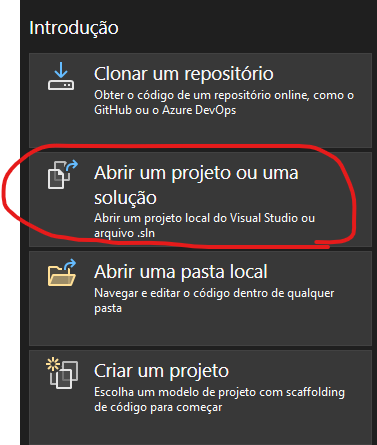 Introdução
Clonar um repositório
Obter o código de um repositório online, como o
GitHub ou o Azure DevOps
Abrir um projeto ou uma
solução
Abrir um projeto local do Visual Studio ou
arquivo .sln
Abrir uma pasta local
Navegar e editar o código dentro de qualquer
pasta
Criar um projeto
Escolha um modelo de projeto com scaffolding
de código para começar